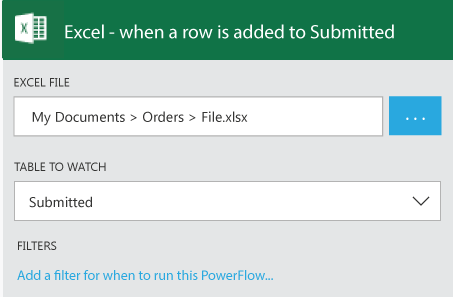 Excel - when a row is added to Submitted
EXCEL FILE
My Documents > Orders > File.xlsx
...
TABLE TO WATCH
Submitted
FILTERS
Add a filter for when to run this PowerFlow...